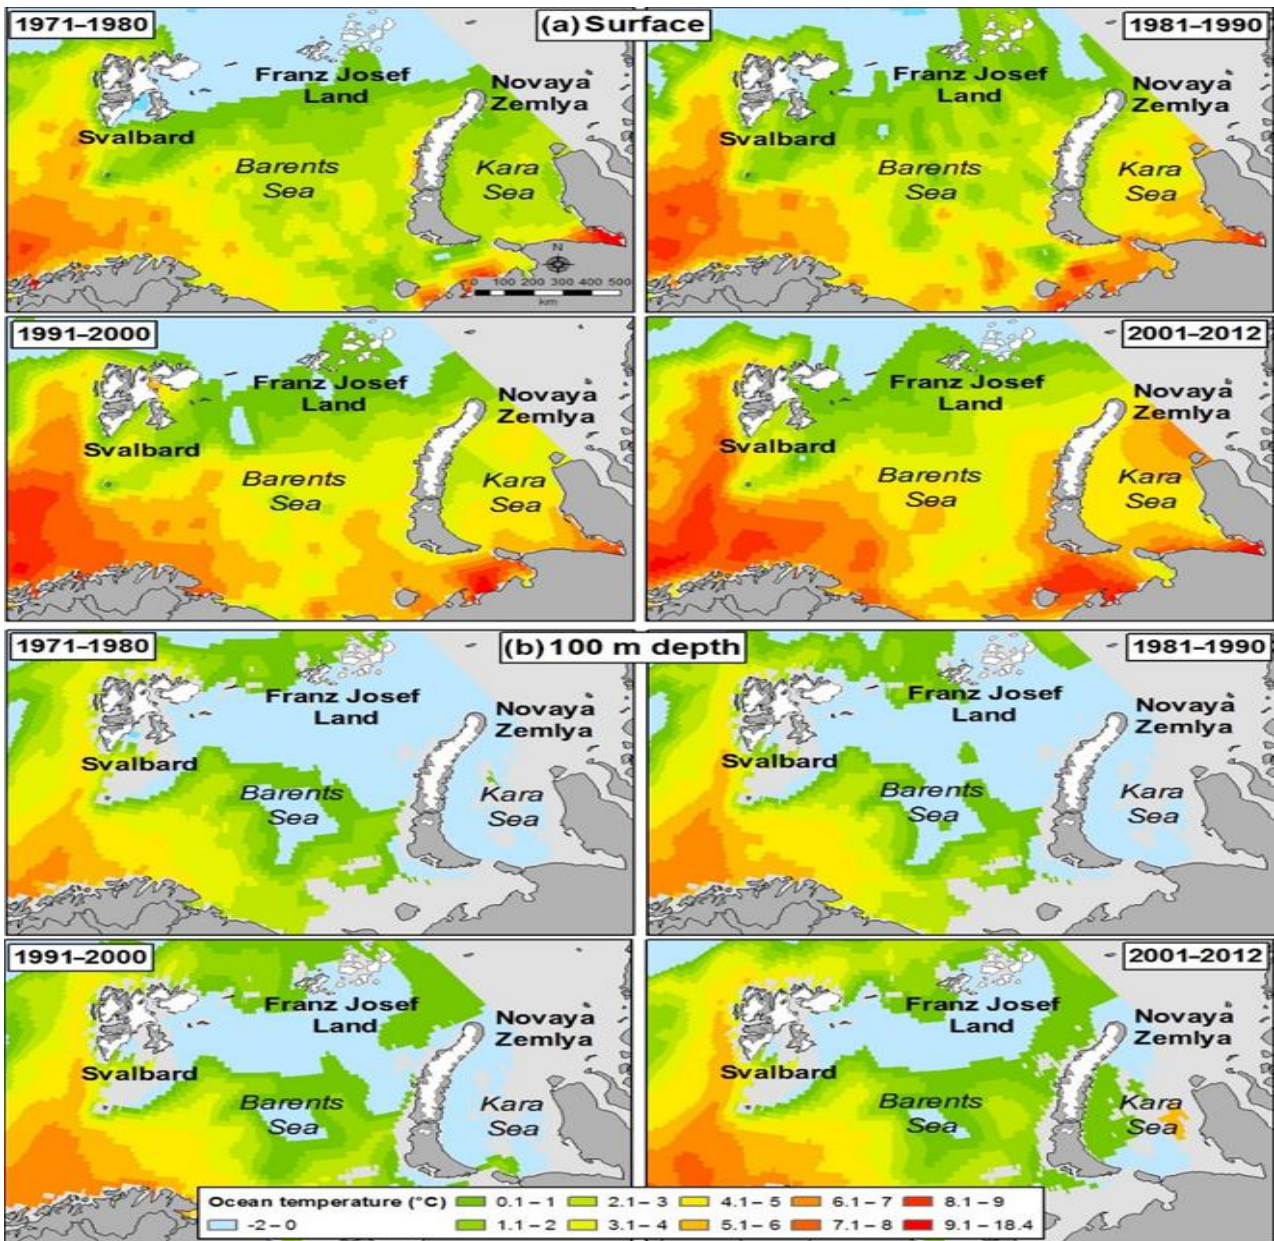 1971–1980
(a) Surface
1981–1990
Franz Josef
Land
Novaya
Zemlya
Svalbard
Barents
Sea
Kara
Sea
N
0 100 200 300 400 500
km
Franz Josef
Land
Novaya
Zemlya
Svalbard
Barents
Sea
Kara
Sea
1991–2000
2001–2012
Franz Josef
Land
Novaya
Zemlya
Svalbard
Barents
Sea
Kara
Sea
Franz Josef
Land
Novaya
Zemlya
Svalbard
Barents
Sea
Kara
Sea
1971–1980
(b) 100 m depth
1981–1990
Franz Josef
Land
Novaya
Zemlya
Svalbard
Barents
Sea
Kara
Sea
Franz Josef
Land
Novaya
Zemlya
Svalbard
Barents
Sea
Kara
Sea
1991–2000
2001–2012
Franz Josef
Land
Novaya
Zemlya
Svalbard
Barents
Sea
Kara
Sea
Franz Josef
Land
Novaya
Zemlya
Svalbard
Barents
Sea
Kara
Sea
Ocean temperature (°C) 0.1–1 2.1–3 4.1–5 6.1–7 8.1–9
-2–0 1.1–2 3.1–4 5.1–6 7.1–8 9.1–18.4